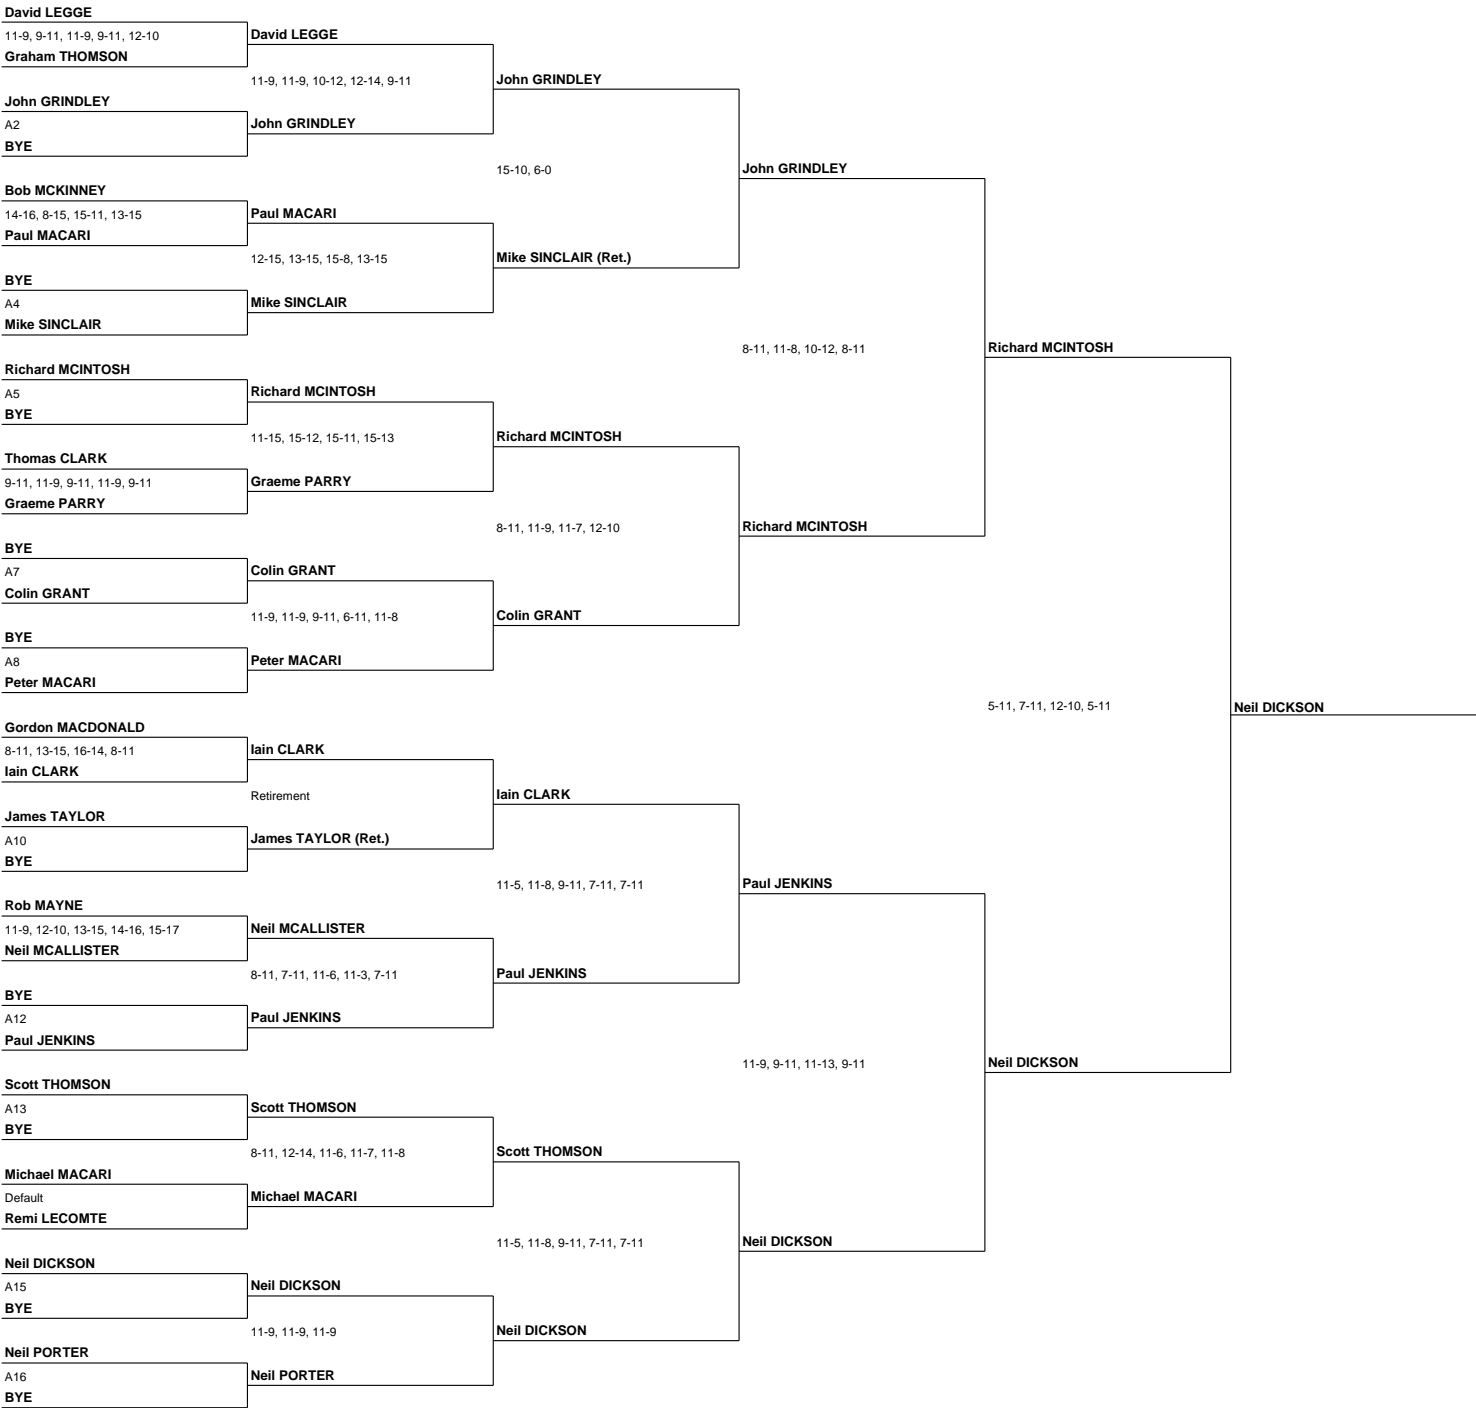 David LEGGE
11-9, 9-11, 11-9, 9-11, 12-10
Graham THOMSON
John GRINDLEY
A2
BYE
Bob MCKINNEY
14-16, 8-15, 15-11, 13-15
Paul MACARI
BYE
A4
Mike SINCLAIR
Richard MCINTOSH
A5
BYE
Thomas CLARK
9-11, 11-9, 9-11, 11-9, 9-11
Graeme PARRY
BYE
A7
Colin GRANT
BYE
A8
Peter MACARI
Gordon MACDONALD
8-11, 13-15, 16-14, 8-11
Iain CLARK
James TAYLOR
A10
BYE
Rob MAYNE
11-9, 12-10, 13-15, 14-16, 15-17
Neil MCALLISTER
BYE
A12
Paul JENKINS
Scott THOMSON
A13
BYE
Michael MACARI
Default
Remi LECOMTE
Neil DICKSON
A15
BYE
Neil PORTER
A16
BYE
David LEGGE
11-9, 11-9, 10-12, 12-14, 9-11
John GRINDLEY
Paul MACARI
12-15, 13-15, 15-8, 13-15
Mike SINCLAIR
Richard MCINTOSH
11-15, 15-12, 15-11, 15-13
Graeme PARRY
Colin GRANT
11-9, 11-9, 9-11, 6-11, 11-8
Peter MACARI
Iain CLARK
Retirement
James TAYLOR (Ret.)
Neil MCALLISTER
8-11, 7-11, 11-6, 11-3, 7-11
Paul JENKINS
Scott THOMSON
8-11, 12-14, 11-6, 11-7, 11-8
Michael MACARI
Neil DICKSON
11-9, 11-9, 11-9
Neil PORTER
John GRINDLEY
15-10, 6-0
Mike SINCLAIR (Ret.)
Richard MCINTOSH
8-11, 11-9, 11-7, 12-10
Colin GRANT
Iain CLARK
11-5, 11-8, 9-11, 7-11, 7-11
Paul JENKINS
Scott THOMSON
11-5, 11-8, 9-11, 7-11, 7-11
Neil DICKSON
John GRINDLEY
8-11, 11-8, 10-12, 8-11
Richard MCINTOSH
Paul JENKINS
11-9, 9-11, 11-13, 9-11
Neil DICKSON
Richard MCINTOSH
5-11, 7-11, 12-10, 5-11
Neil DICKSON
Neil DICKSON